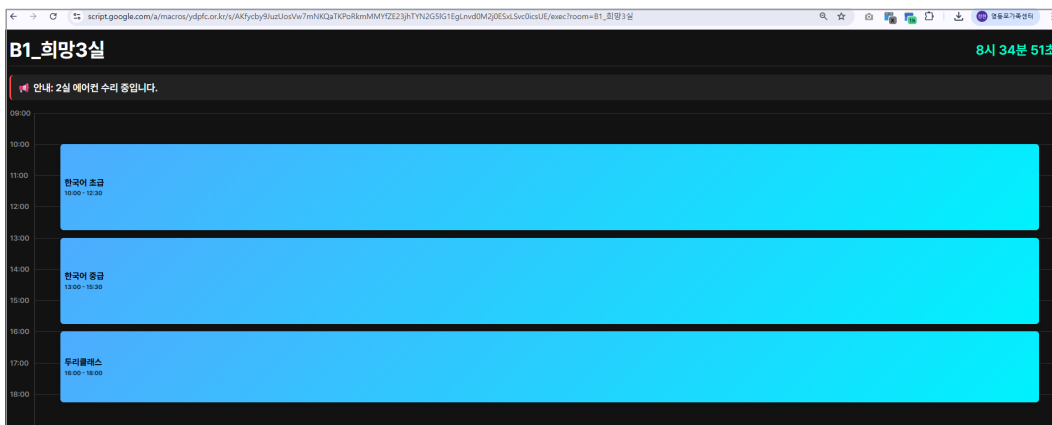 script.google.com/a/macros/ydpfc.or.kr/s/AKfycby9JuzUosVw7mNKQaTKPoRkmMMYfZE23jhTYN2G5lG1EgLnvd0M2j0ESxLSvc0icsUE/exec?room=B1_희망3실
영등포가족센터
B1_희망3실
8시 34분 51초
안내: 2실 에어컨 수리 중입니다.
09:00
10:00
11:00
한국어 초급
10:00 - 12:30
12:00
13:00
14:00
한국어 중급
13:00 - 15:30
15:00
16:00
17:00
두리클래스
16:00 - 18:00
18:00